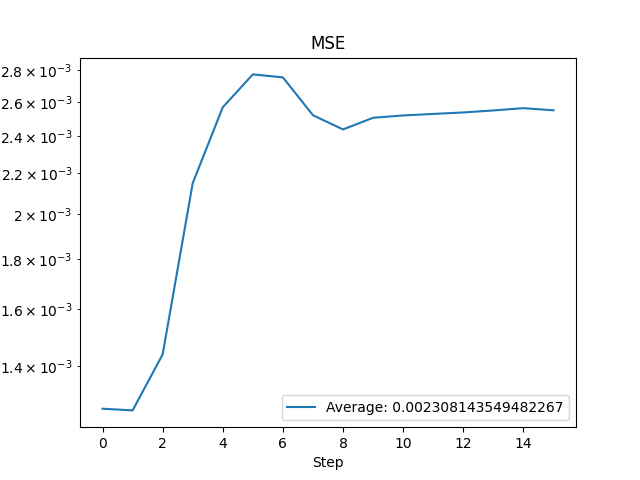 MSE
2.8 × 10⁻³
2.6 × 10⁻³
2.4 × 10⁻³
2.2 × 10⁻³
2 × 10⁻³
1.8 × 10⁻³
1.6 × 10⁻³
1.4 × 10⁻³
Average: 0.002308143549482267
0 2 4 6 8 10 12 14
Step